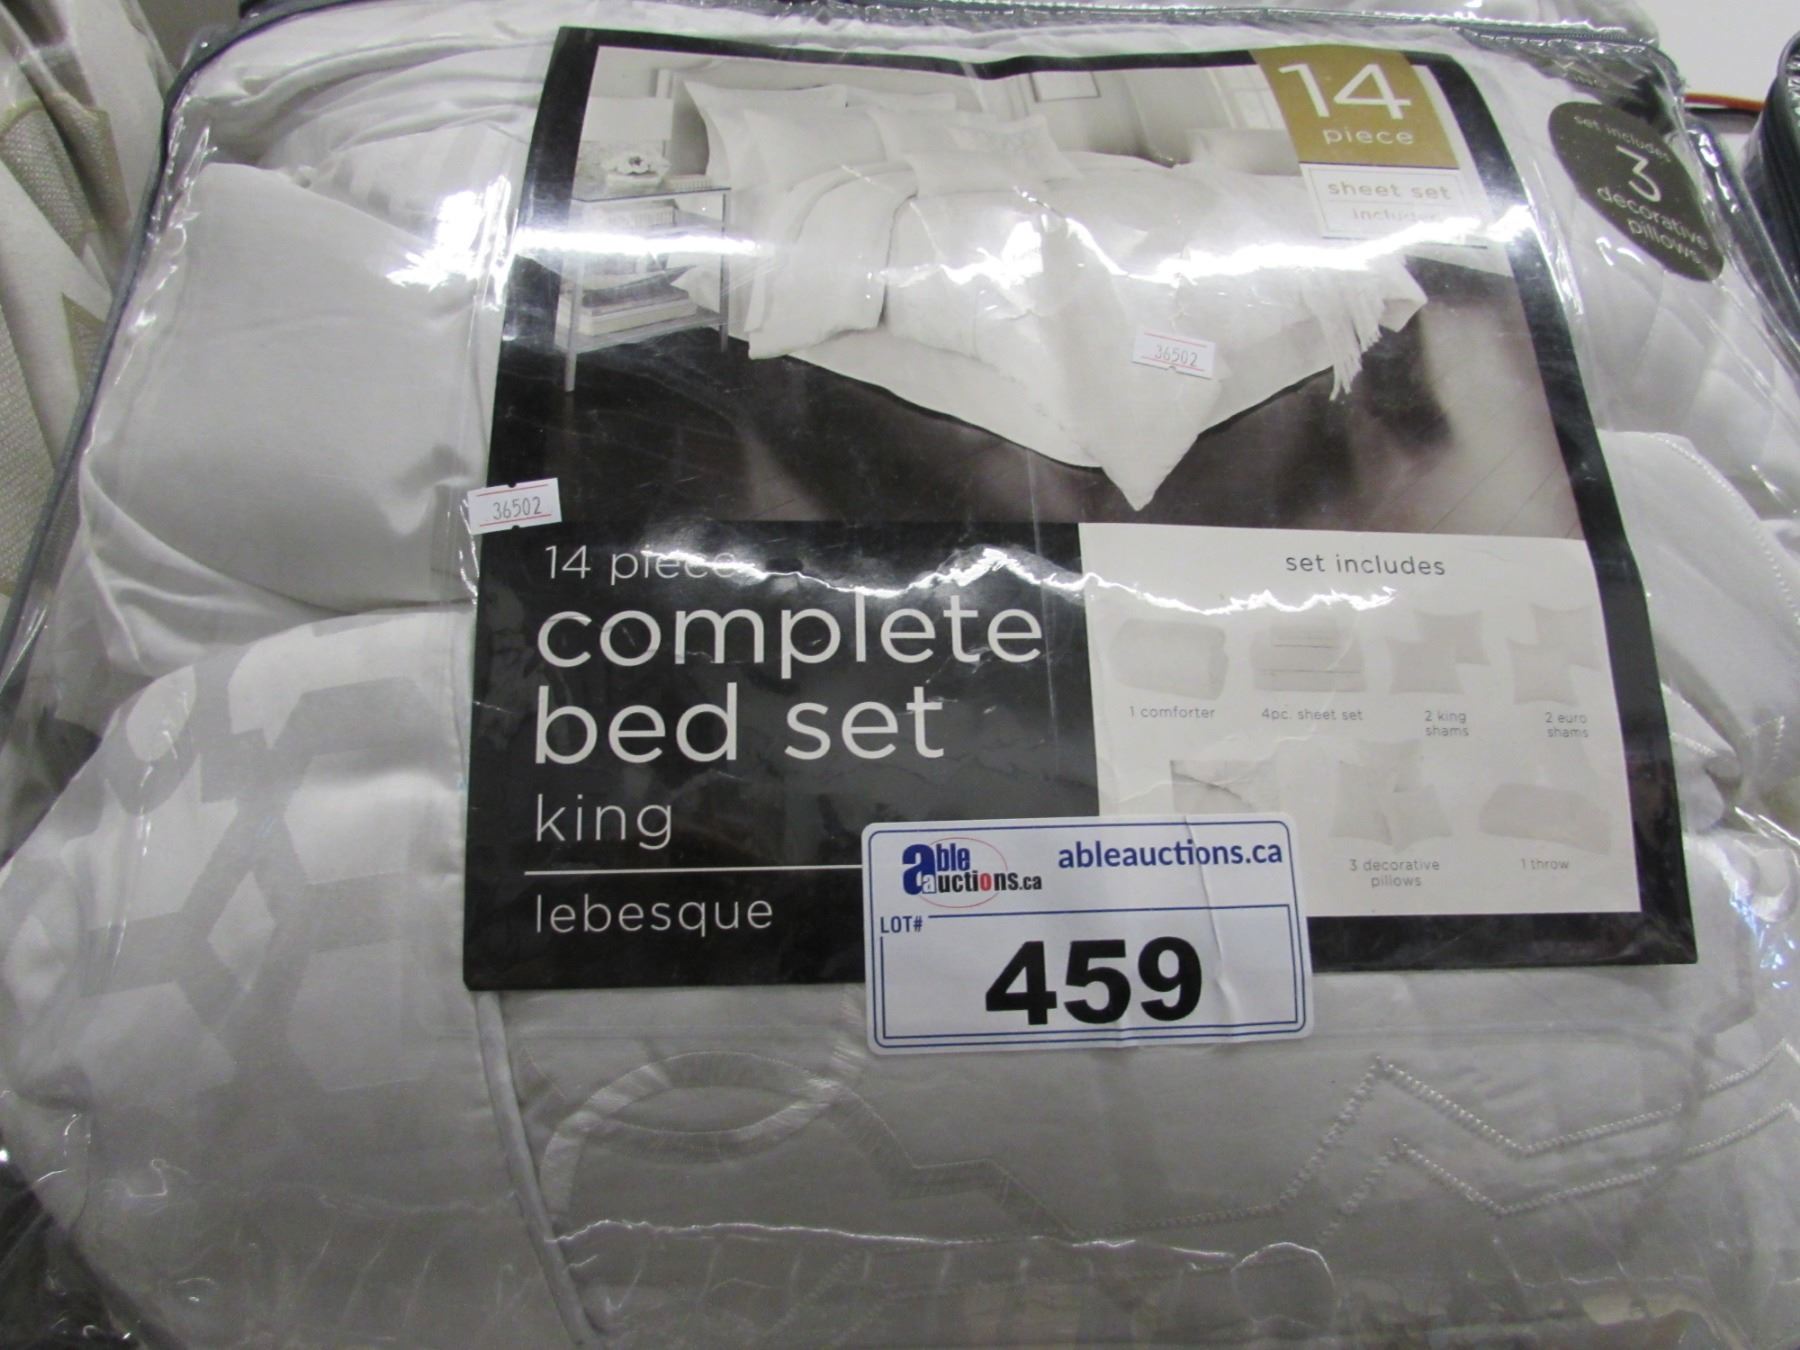 14
piece
sheet set
includes
set includes
3
decorative
pillows
36502
36502
14 piece
complete
bed set
king
lebesque
set includes
1 comforter
4pc. sheet set
2 king
shams
2 euro
shams
3 decorative
pillows
1 throw
able
auctions.ca
ableauctions.ca
LOT#
459